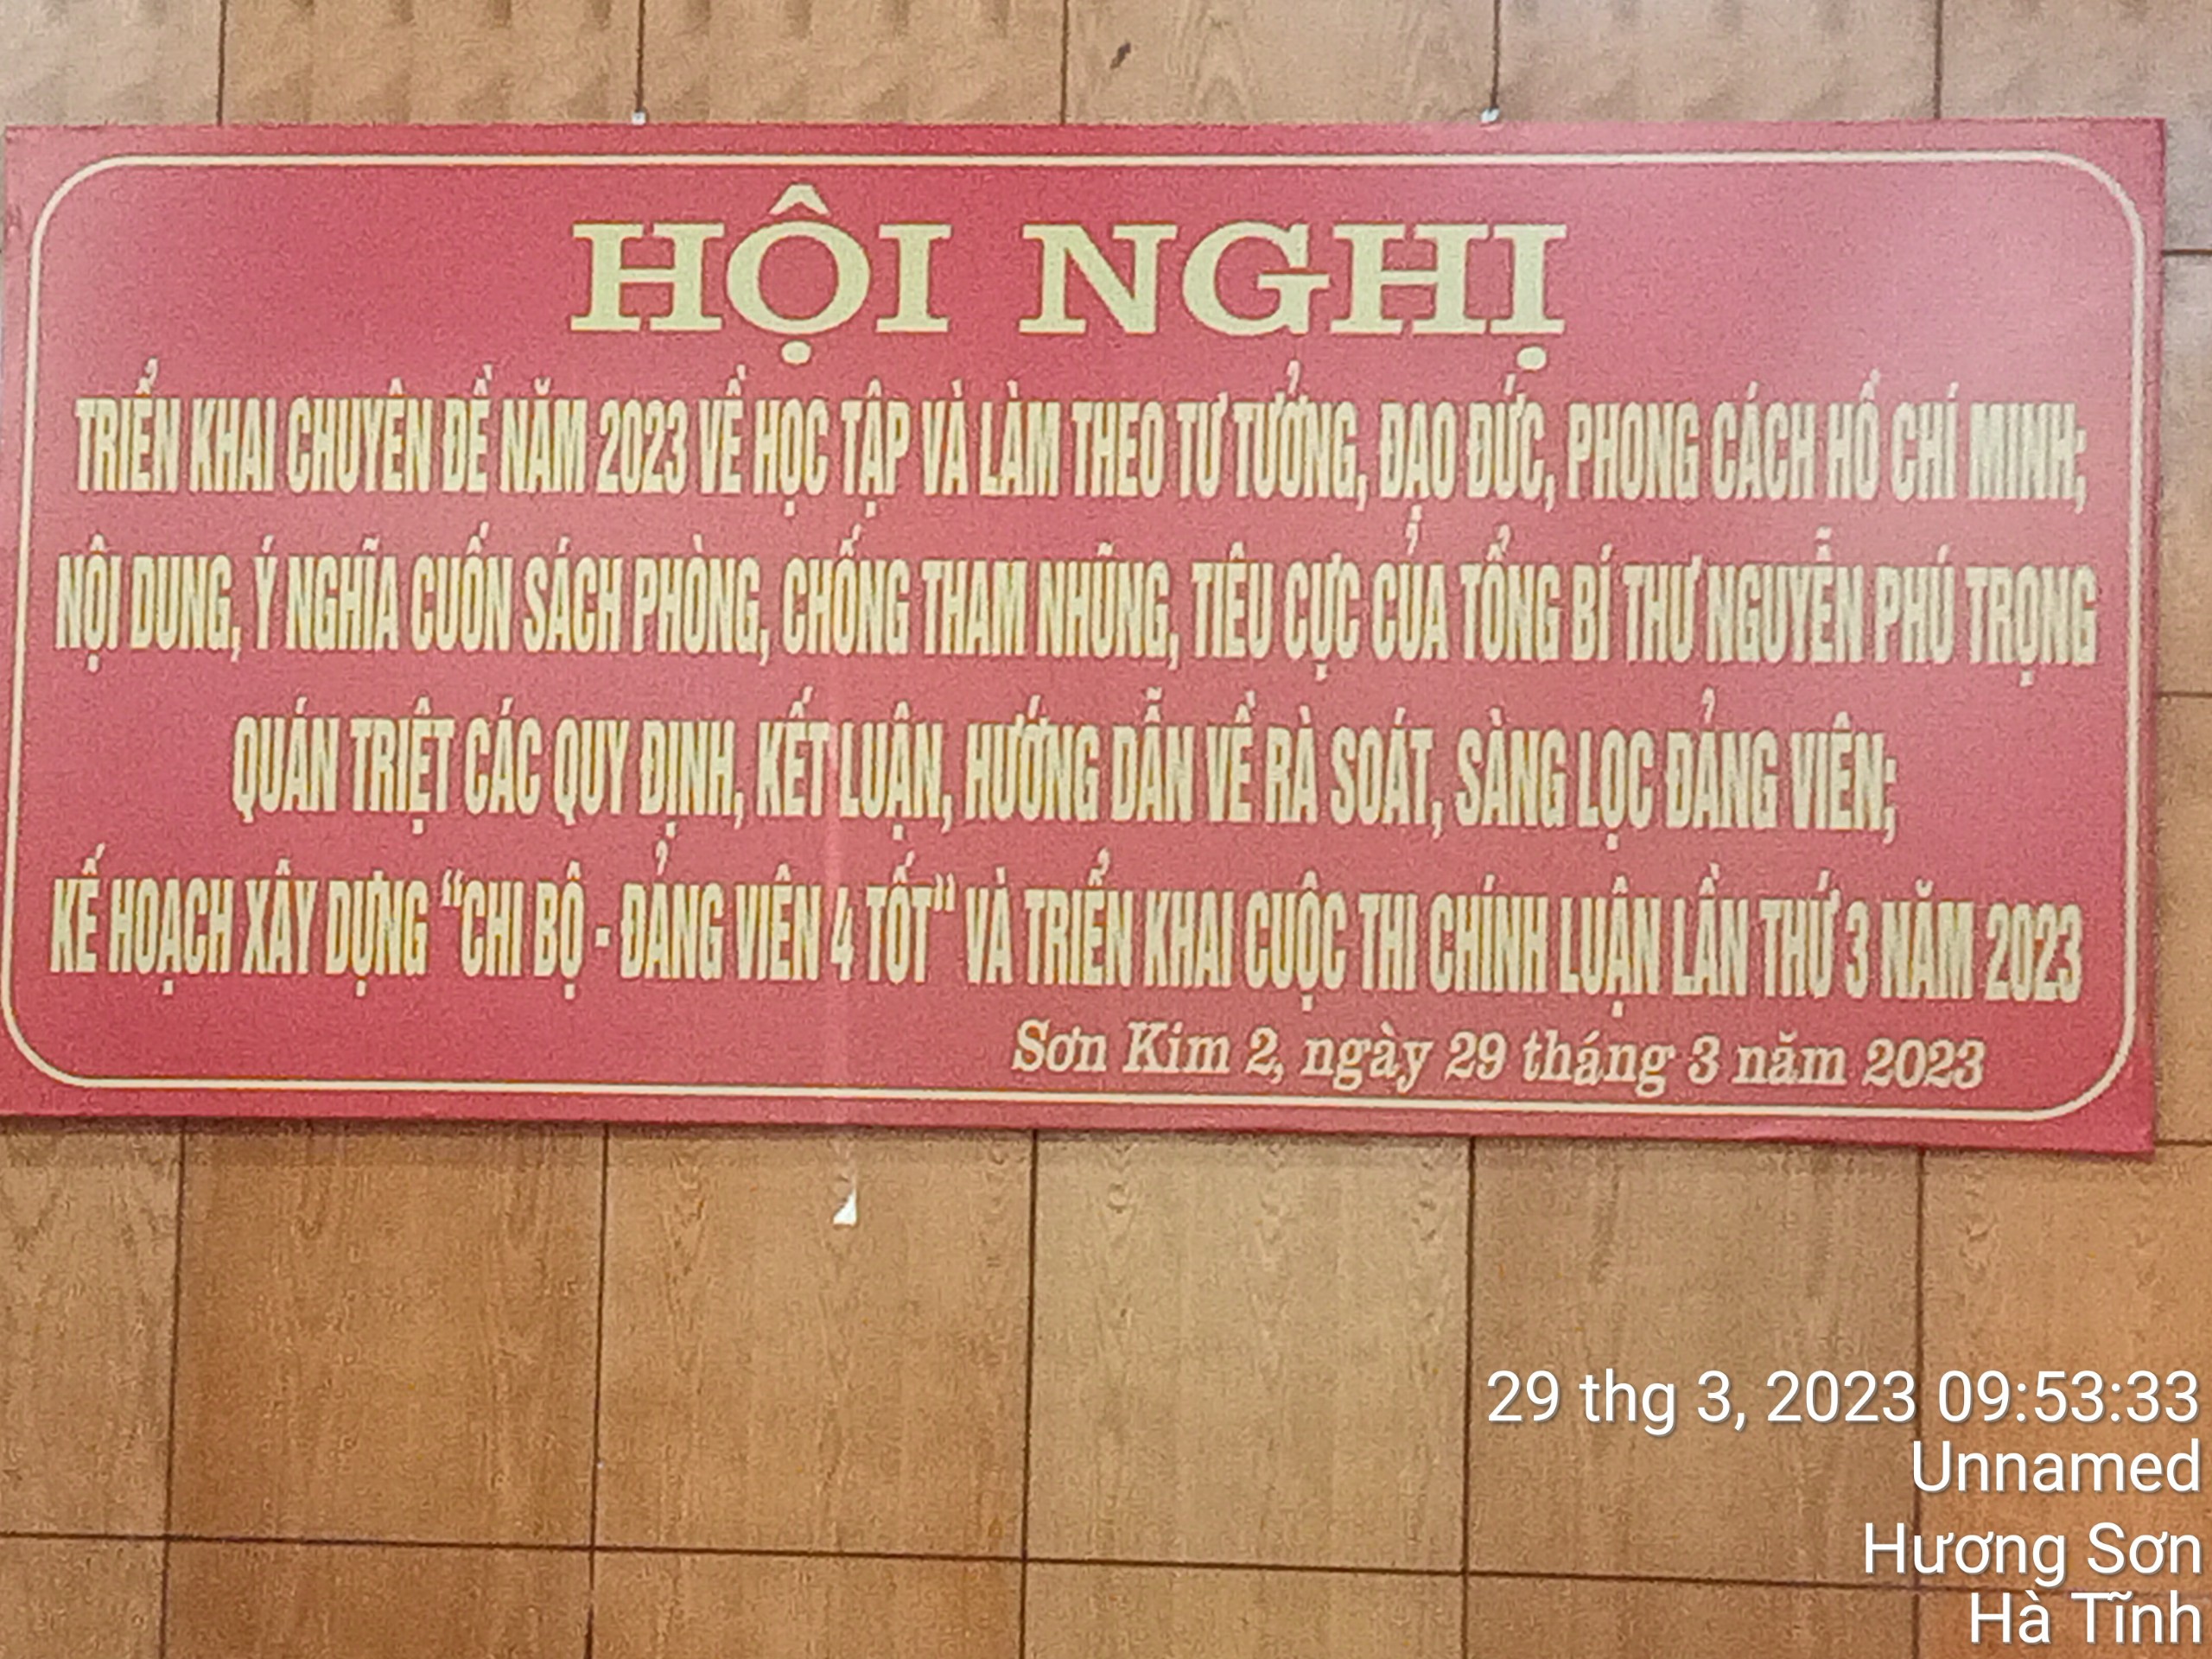 HỘI NGHỊ
TRIỂN KHAI CHUYÊN ĐỀ NĂM 2023 VỀ HỌC TẬP VÀ LÀM THEO TƯ TƯỞNG, ĐẠO ĐỨC, PHONG CÁCH HỒ CHÍ MINH;
NỘI DUNG, Ý NGHĨA CUỐN SÁCH PHÒNG, CHỐNG THAM NHŨNG, TIÊU CỰC CỦA TỔNG BÍ THƯ NGUYỄN PHÚ TRỌNG
QUÁN TRIỆT CÁC QUY ĐỊNH, KẾT LUẬN, HƯỚNG DẪN VỀ RÀ SOÁT, SÀNG LỌC ĐẢNG VIÊN;
KẾ HOẠCH XÂY DỰNG "CHI BỘ - ĐẢNG VIÊN 4 TỐT" VÀ TRIỂN KHAI CUỘC THI CHÍNH LUẬN LẦN THỨ 3 NĂM 2023
Sơn Kim 2, ngày 29 tháng 3 năm 2023
29 thg 3, 2023 09:53:33
Unnamed
Hương Sơn
Hà Tĩnh